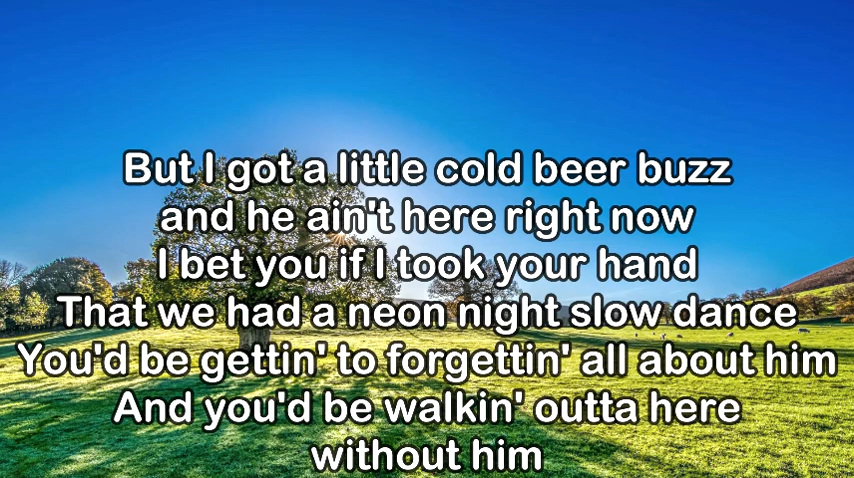 But I got a little cold beer buzz
and he ain't here right now
I bet you if I took your hand
That we had a neon night slow dance
You'd be gettin' to forgettin' all about him
And you'd be walkin' outta here
without him